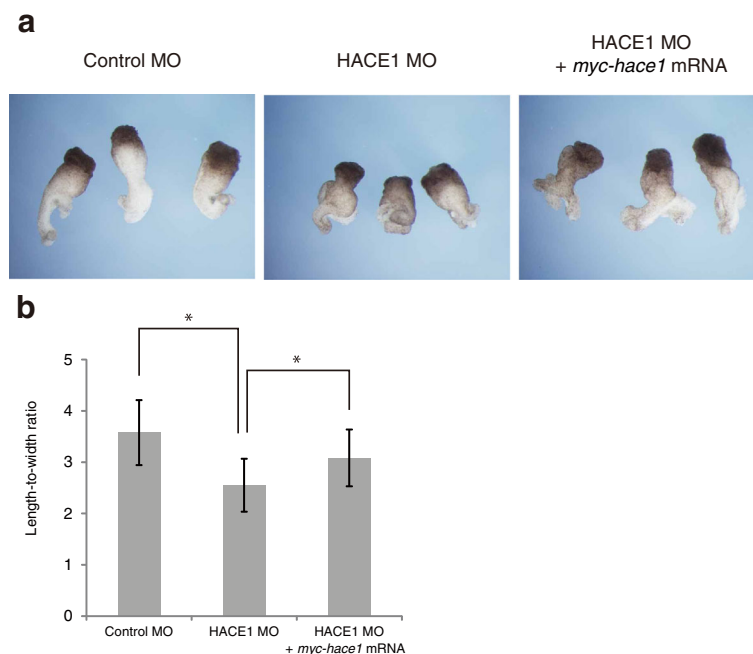 a
Control MO
HACE1 MO
HACE1 MO
+ myc-hace1 mRNA
b
*
*
Length-to-width ratio
5
4
3
2
1
0
Control MO
HACE1 MO
HACE1 MO
+ myc-hace1 mRNA